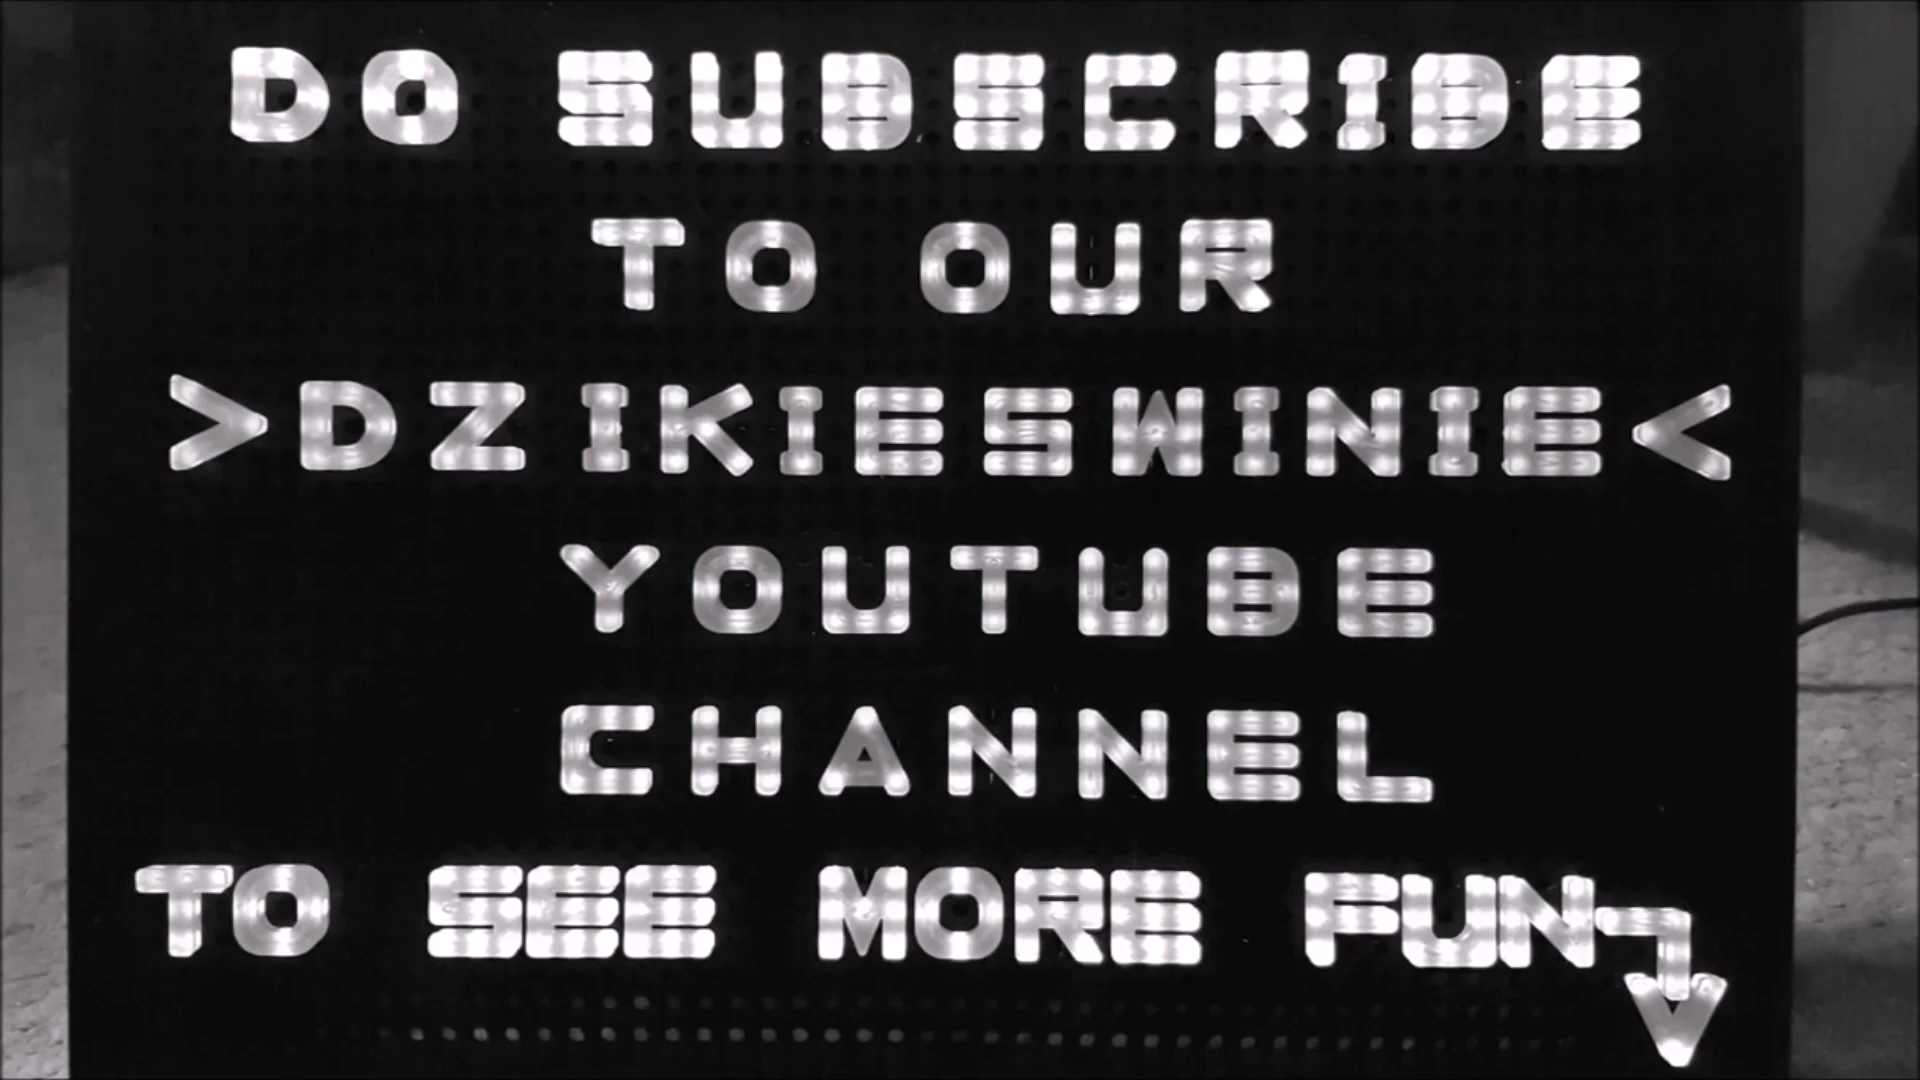 DO SUBSCRIBE
TO OUR
>DZIKIESWINIE<
YOUTUBE
CHANNEL
TO SEE MORE FUN